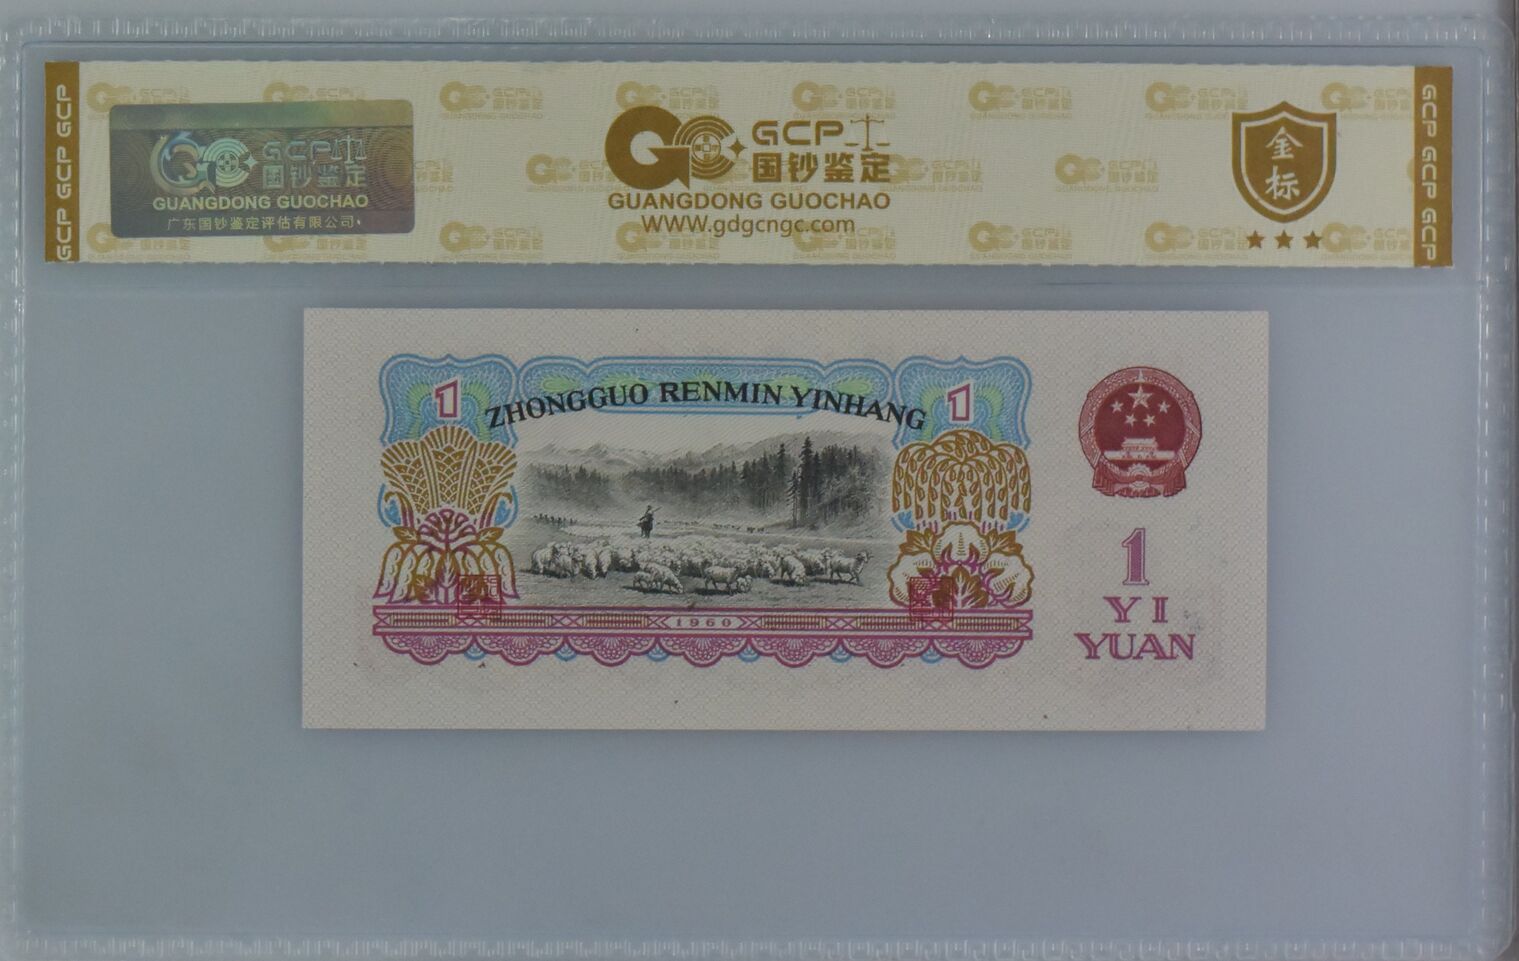 GCP GCP GCP
GCP
国钞鉴定
GUANGDONG GUOCHAO
广东国钞鉴定评估有限公司
GCP
国钞鉴定
GUANGDONG GUOCHAO
WWW.gdgcngc.com
金标
GCP GCP GCP
1
ZHONGGUO RENMIN YINHANG
1
1960
1
YI
YUAN